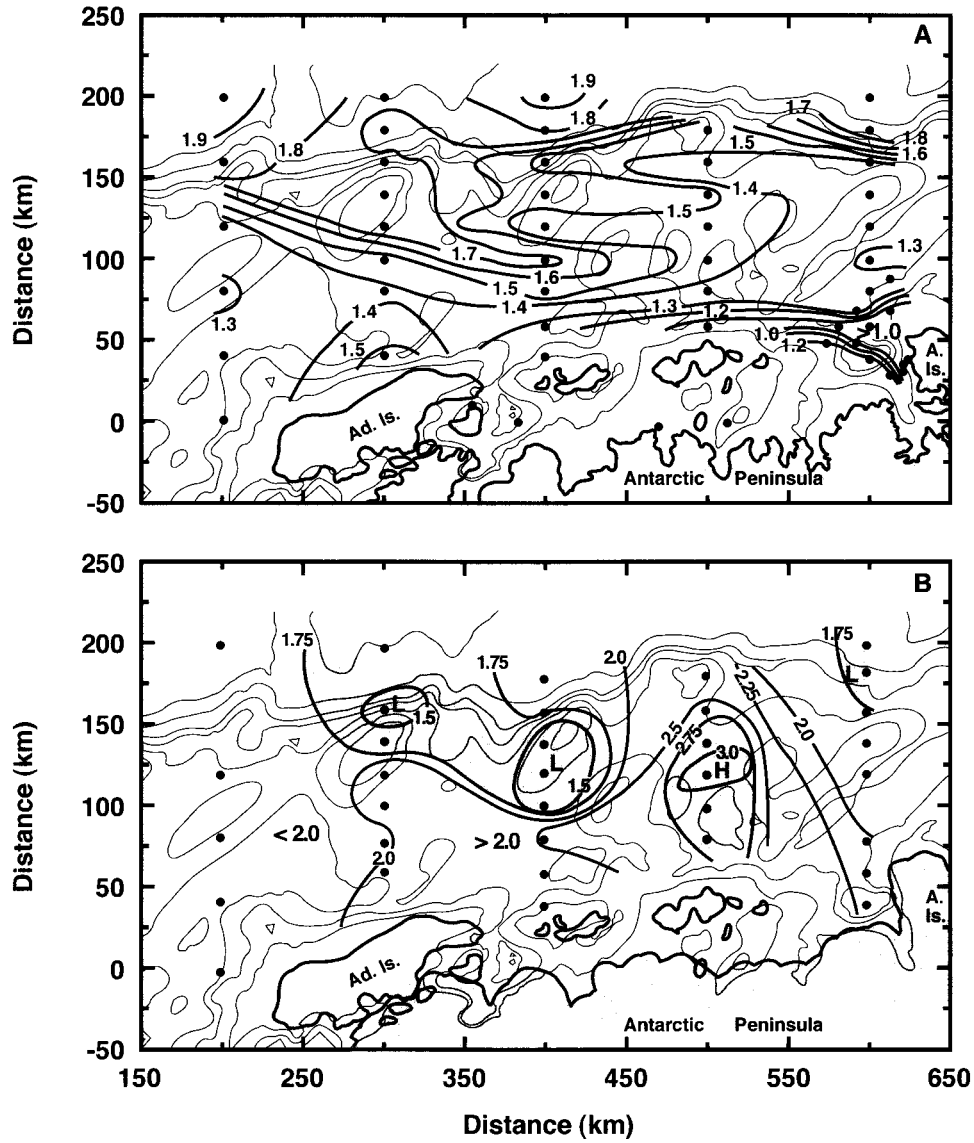 250
A
200
1.9
1.7
1.9
1.8
1.8
1.8
1.5
1.6
150
1.4
1.5
Distance (km)
100
1.7
1.6
1.3
1.5
1.4
1.3
1.4
1.3
1.2
50
1.5
1.0
> 1.0
1.2
A.
Is.
0
Ad. Is.
Antarctic Peninsula
-50
250
B
200
1.75
1.75
2.0
1.75
L
2.25
L
1.5
2.5
2.75
2.0
150
L
3.0
H
1.5
Distance (km)
100
< 2.0
> 2.0
2.0
50
A.
Is.
0
Ad. Is.
Antarctic Peninsula
-50
150 250 350 450 550 650
Distance (km)